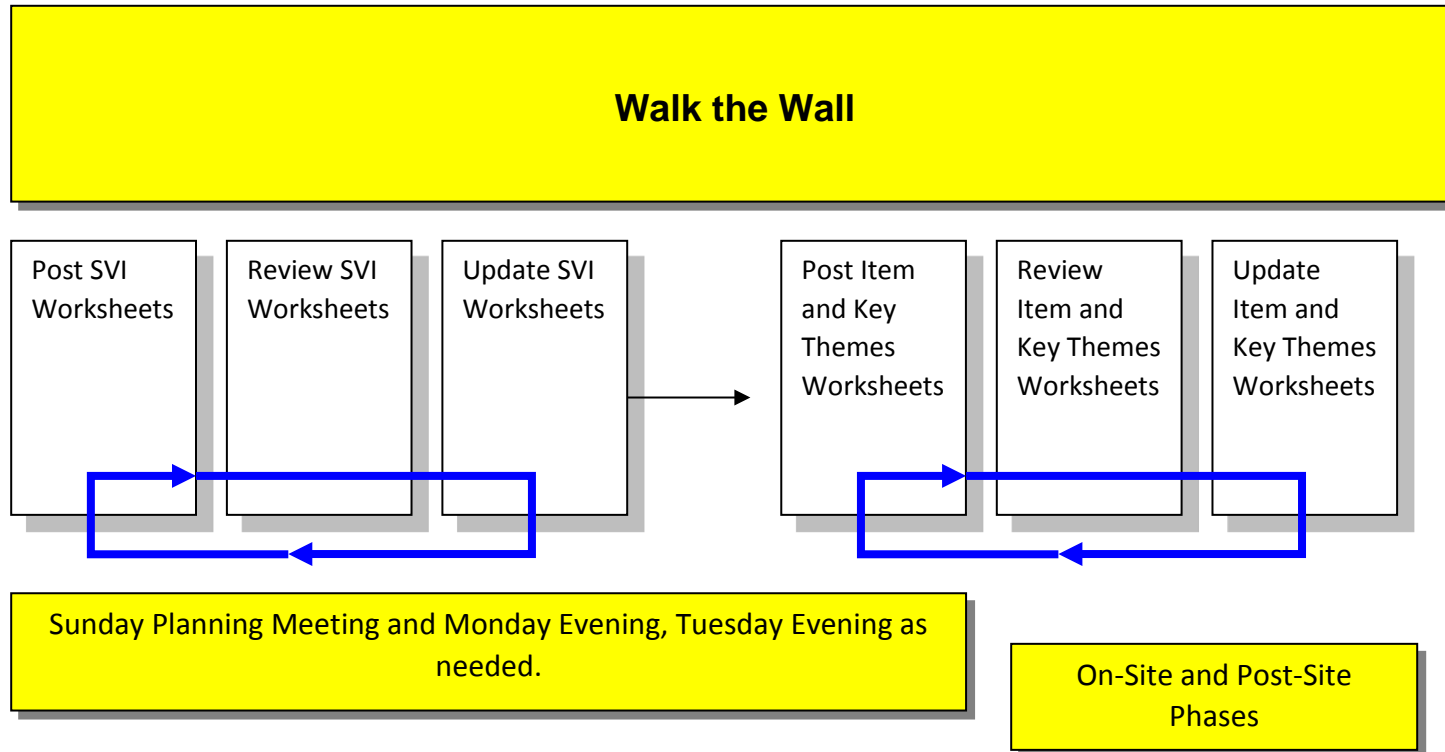 Walk the Wall
Post SVI
Worksheets
Review SVI
Worksheets
Update SVI
Worksheets
Post Item
and Key
Themes
Worksheets
Review
Item and
Key Themes
Worksheets
Update
Item and
Key Themes
Worksheets
Sunday Planning Meeting and Monday Evening, Tuesday Evening as
needed.
On-Site and Post-Site
Phases